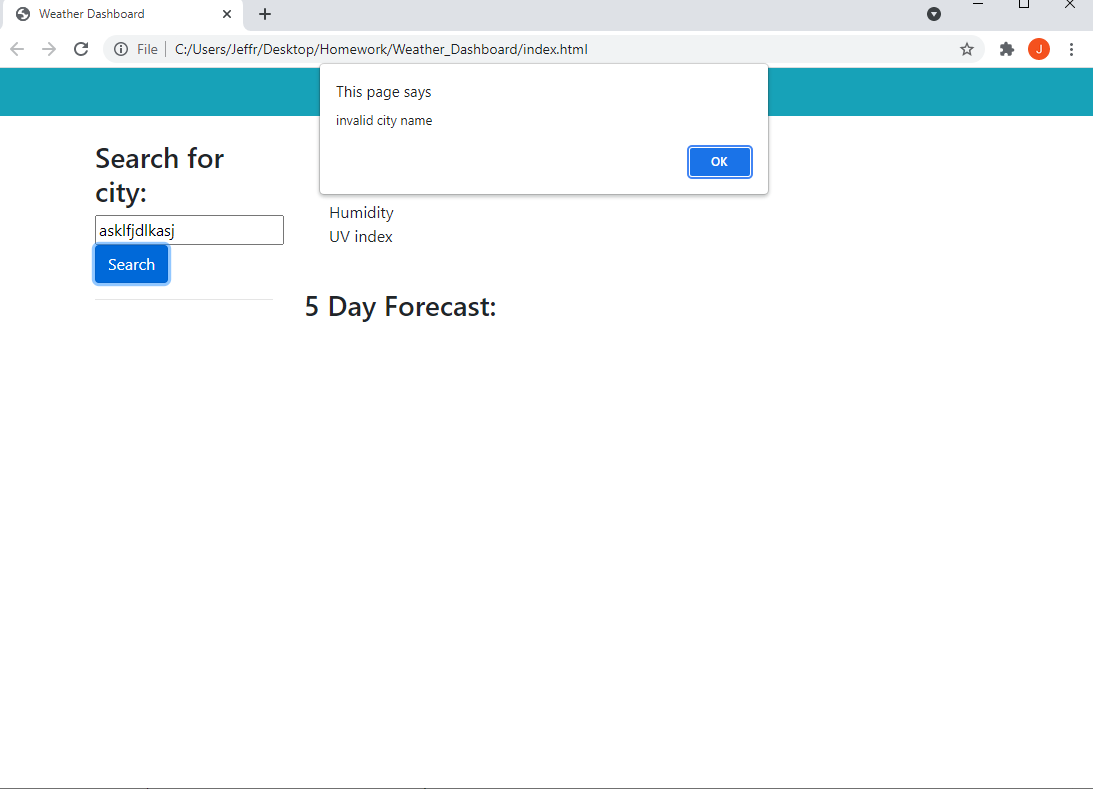 Weather Dashboard
File C:/Users/Jeffr/Desktop/Homework/Weather_Dashboard/index.html
J
This page says
invalid city name
OK
Search for
city:
asklfjdlkasj
Search
Humidity
UV index
5 Day Forecast: